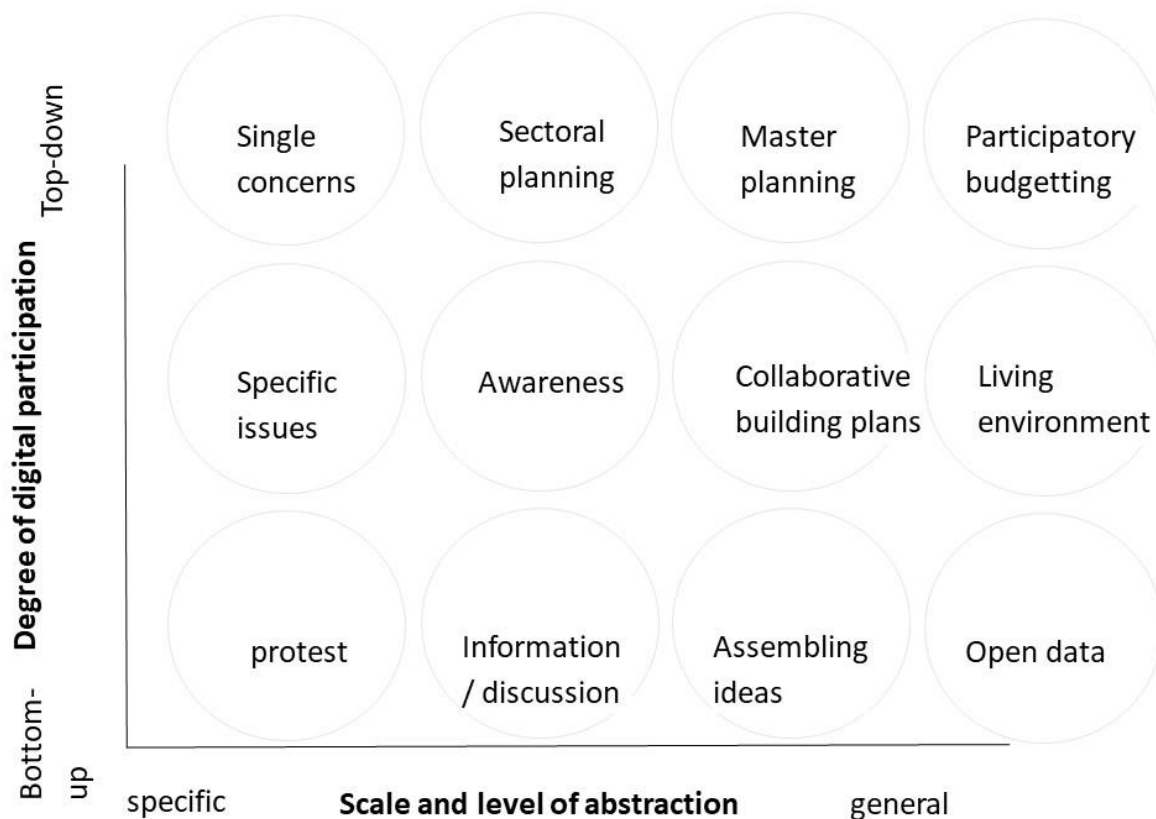 Top-down
Degree of digital participation
Bottom-
up
Single
concerns
Sectoral
planning
Master
planning
Participatory
budgetting
Specific
issues
Awareness
Collaborative
building plans
Living
environment
protest
Information
/ discussion
Assembling
ideas
Open data
specific
Scale and level of abstraction
general